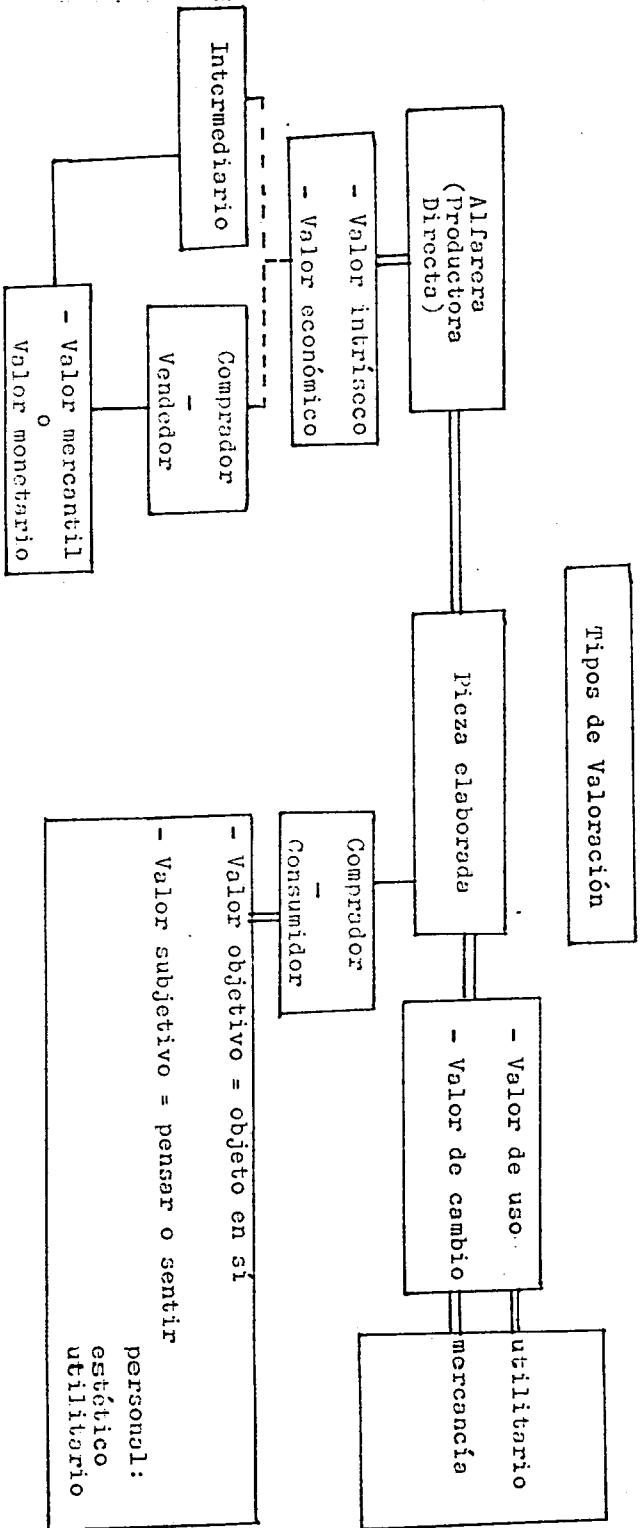 Tipos de Valoración
Alfarera
(Productora
Directa)
Pieza elaborada
- Valor de uso
- Valor de cambio
utilitario
mercancía
- Valor intríseco
- Valor económico
Comprador
-
Consumidor
Intermediario
Comprador
-
Vendedor
- Valor objetivo = objeto en sí
- Valor subjetivo = pensar o sentir
personal:
estético
utilitario
- Valor mercantil
o
Valor monetario